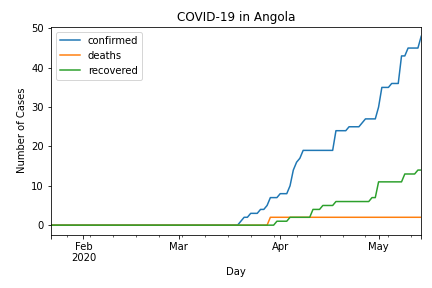 COVID-19 in Angola
confirmed
deaths
recovered
Number of Cases
50
40
30
20
10
0
Feb
2020
Mar
Apr
May
Day